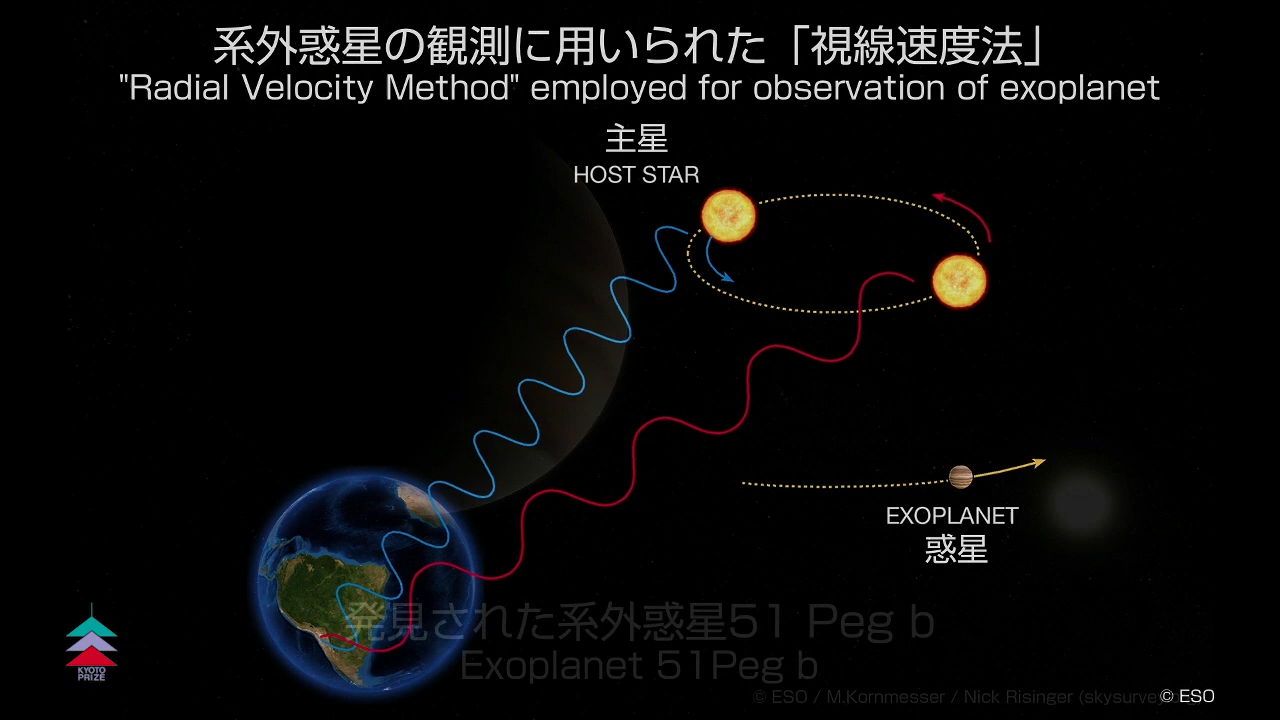 系外惑星の観測に用いられた「視線速度法」
"Radial Velocity Method" employed for observation of exoplanet
主星
HOST STAR
EXOPLANET
惑星
発見された系外惑星51 Peg b
Exoplanet 51Peg b
KYOTO
PRIZE
© ESO / M.Kornmesser / Nick Risinger (skysurvey
© ESO